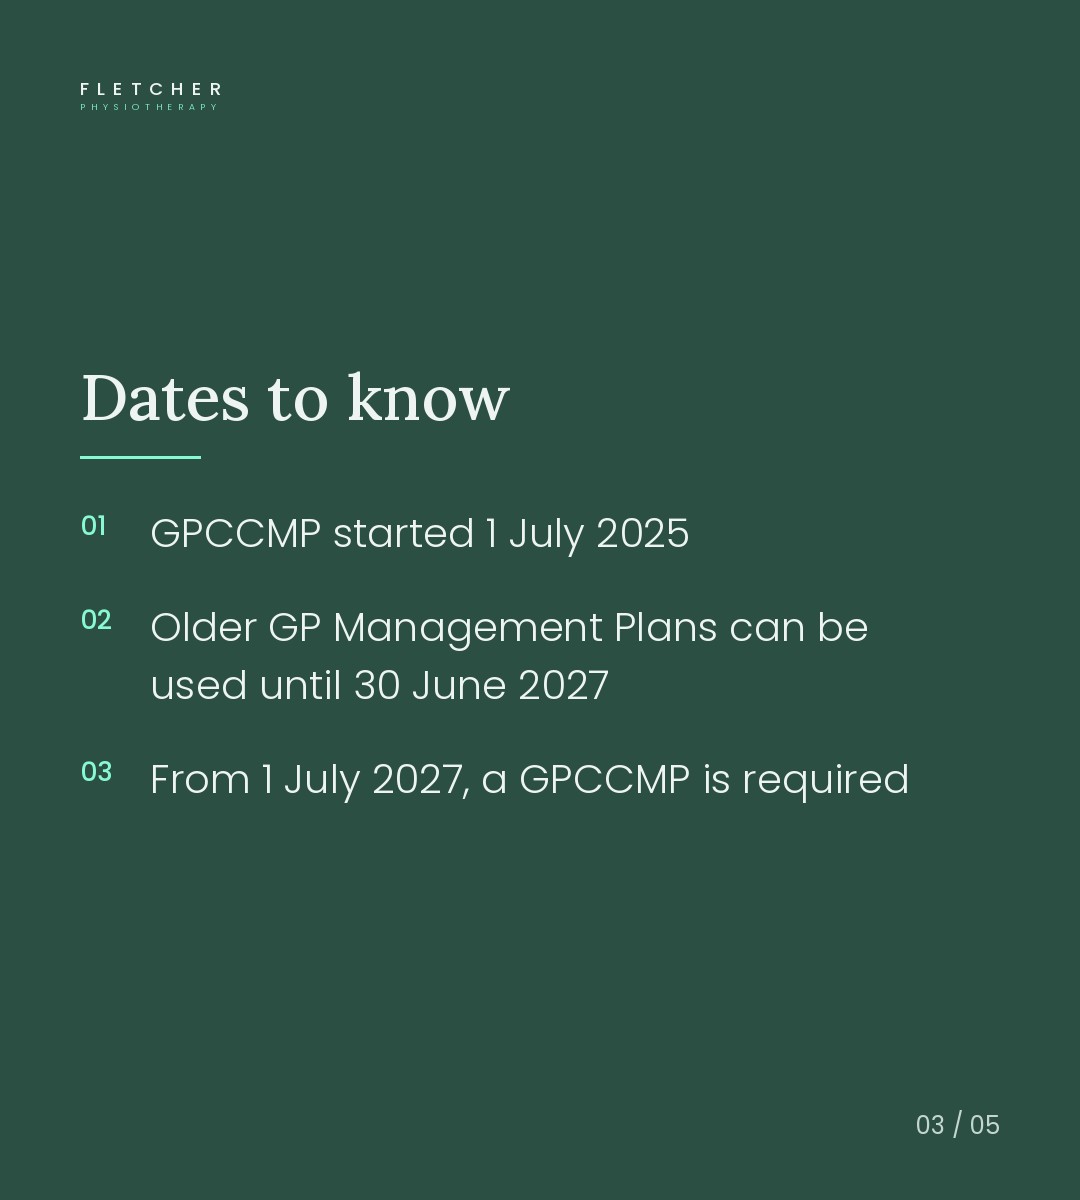 FLETCHER
PHYSIOTHERAPY
Dates to know
01 GPCCMP started 1 July 2025
02 Older GP Management Plans can be
used until 30 June 2027
03 From 1 July 2027, a GPCCMP is required
03 / 05